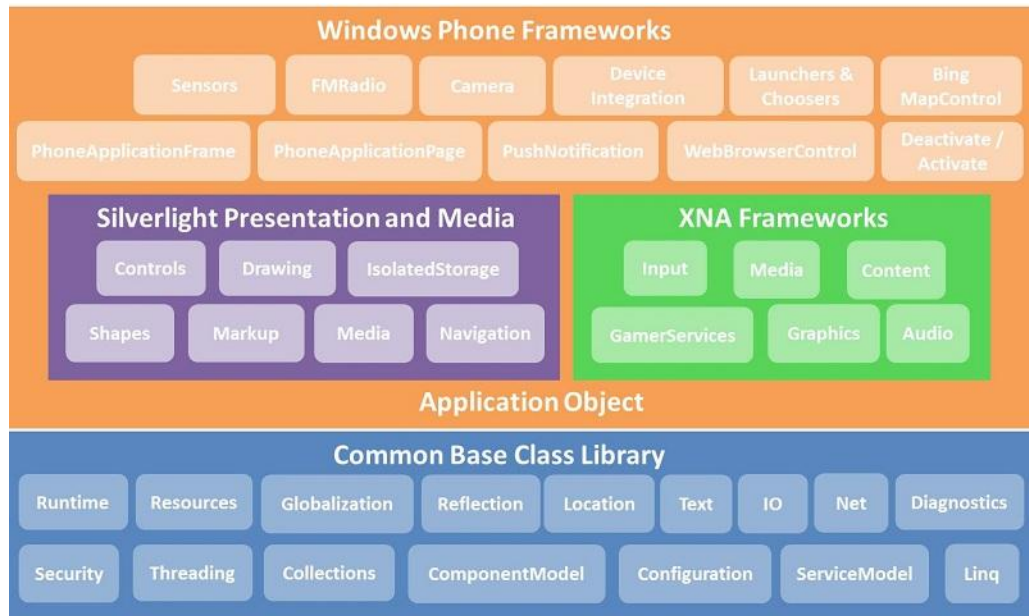 Windows Phone Frameworks
Sensors
FMRadio
Camera
Device
Integration
Launchers &
Choosers
Bing
MapControl
PhoneApplicationFrame
PhoneApplicationPage
PushNotification
WebBrowserControl
Deactivate /
Activate
Silverlight Presentation and Media
Controls
Drawing
IsolatedStorage
Shapes
Markup
Media
Navigation
XNA Frameworks
Input
Media
Content
GamerServices
Graphics
Audio
Application Object
Common Base Class Library
Runtime
Resources
Globalization
Reflection
Location
Text
IO
Net
Diagnostics
Security
Threading
Collections
ComponentModel
Configuration
ServiceModel
Linq